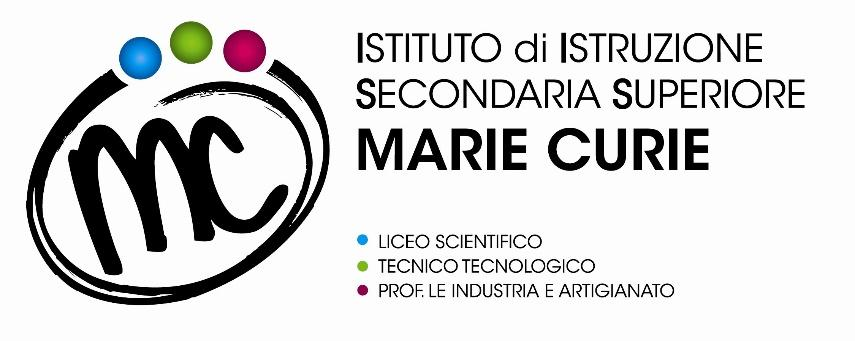 mc
ISTITUTO di ISTRUZIONE
SECONDARIA SUPERIORE
MARIE CURIE
LICEO SCIENTIFICO
TECNICO TECNOLOGICO
PROF.LE INDUSTRIA E ARTIGIANATO